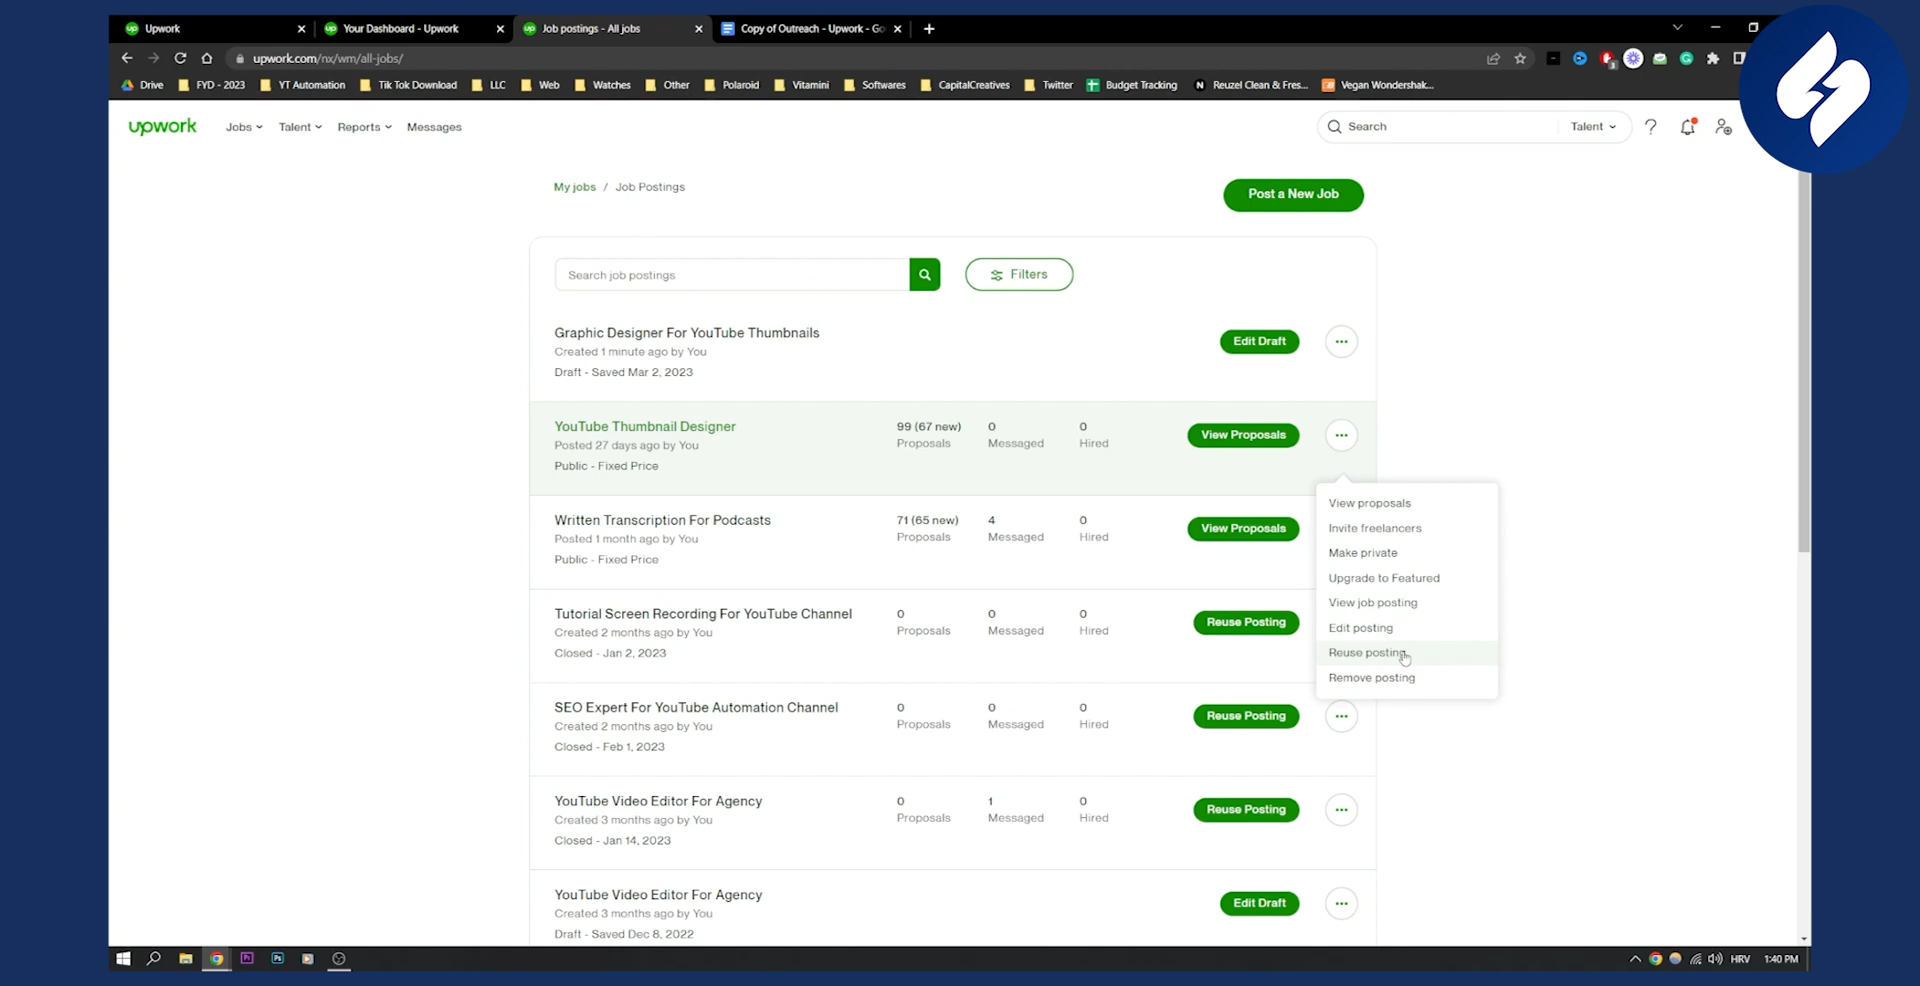 Upwork
Your Dashboard - Upwork
Job postings - All jobs
Copy of Outreach - Upwork - Go
upwork.com/nx/wm/all-jobs/
3
Drive
FYD - 2023
YT Automation
Tik Tok Download
LLC
Web
Watches
Other
Polaroid
Vitamini
Softwares
CapitalCreatives
Twitter
Budget Tracking
Reuzel Clean & Fres...
Vegan Wondershak...
upwork
Jobs
Talent
Reports
Messages
Search
Talent
My jobs / Job Postings
Post a New Job
Search job postings
Filters
Graphic Designer For YouTube Thumbnails
Created 1 minute ago by You
Draft - Saved Mar 2, 2023
Edit Draft
YouTube Thumbnail Designer
Posted 27 days ago by You
Public - Fixed Price
99 (67 new)
Proposals
0
Messaged
0
Hired
View Proposals
View proposals
Invite freelancers
Make private
Upgrade to Featured
View job posting
Edit posting
Reuse posting
Remove posting
Written Transcription For Podcasts
Posted 1 month ago by You
Public - Fixed Price
71 (65 new)
Proposals
4
Messaged
0
Hired
View Proposals
Tutorial Screen Recording For YouTube Channel
Created 2 months ago by You
Closed - Jan 2, 2023
0
Proposals
0
Messaged
0
Hired
Reuse Posting
SEO Expert For YouTube Automation Channel
Created 2 months ago by You
Closed - Feb 1, 2023
0
Proposals
0
Messaged
0
Hired
Reuse Posting
YouTube Video Editor For Agency
Created 3 months ago by You
Closed - Jan 14, 2023
0
Proposals
1
Messaged
0
Hired
Reuse Posting
YouTube Video Editor For Agency
Created 3 months ago by You
Draft - Saved Dec 8, 2022
Edit Draft
Pr
Ps
HRV
1:40 PM